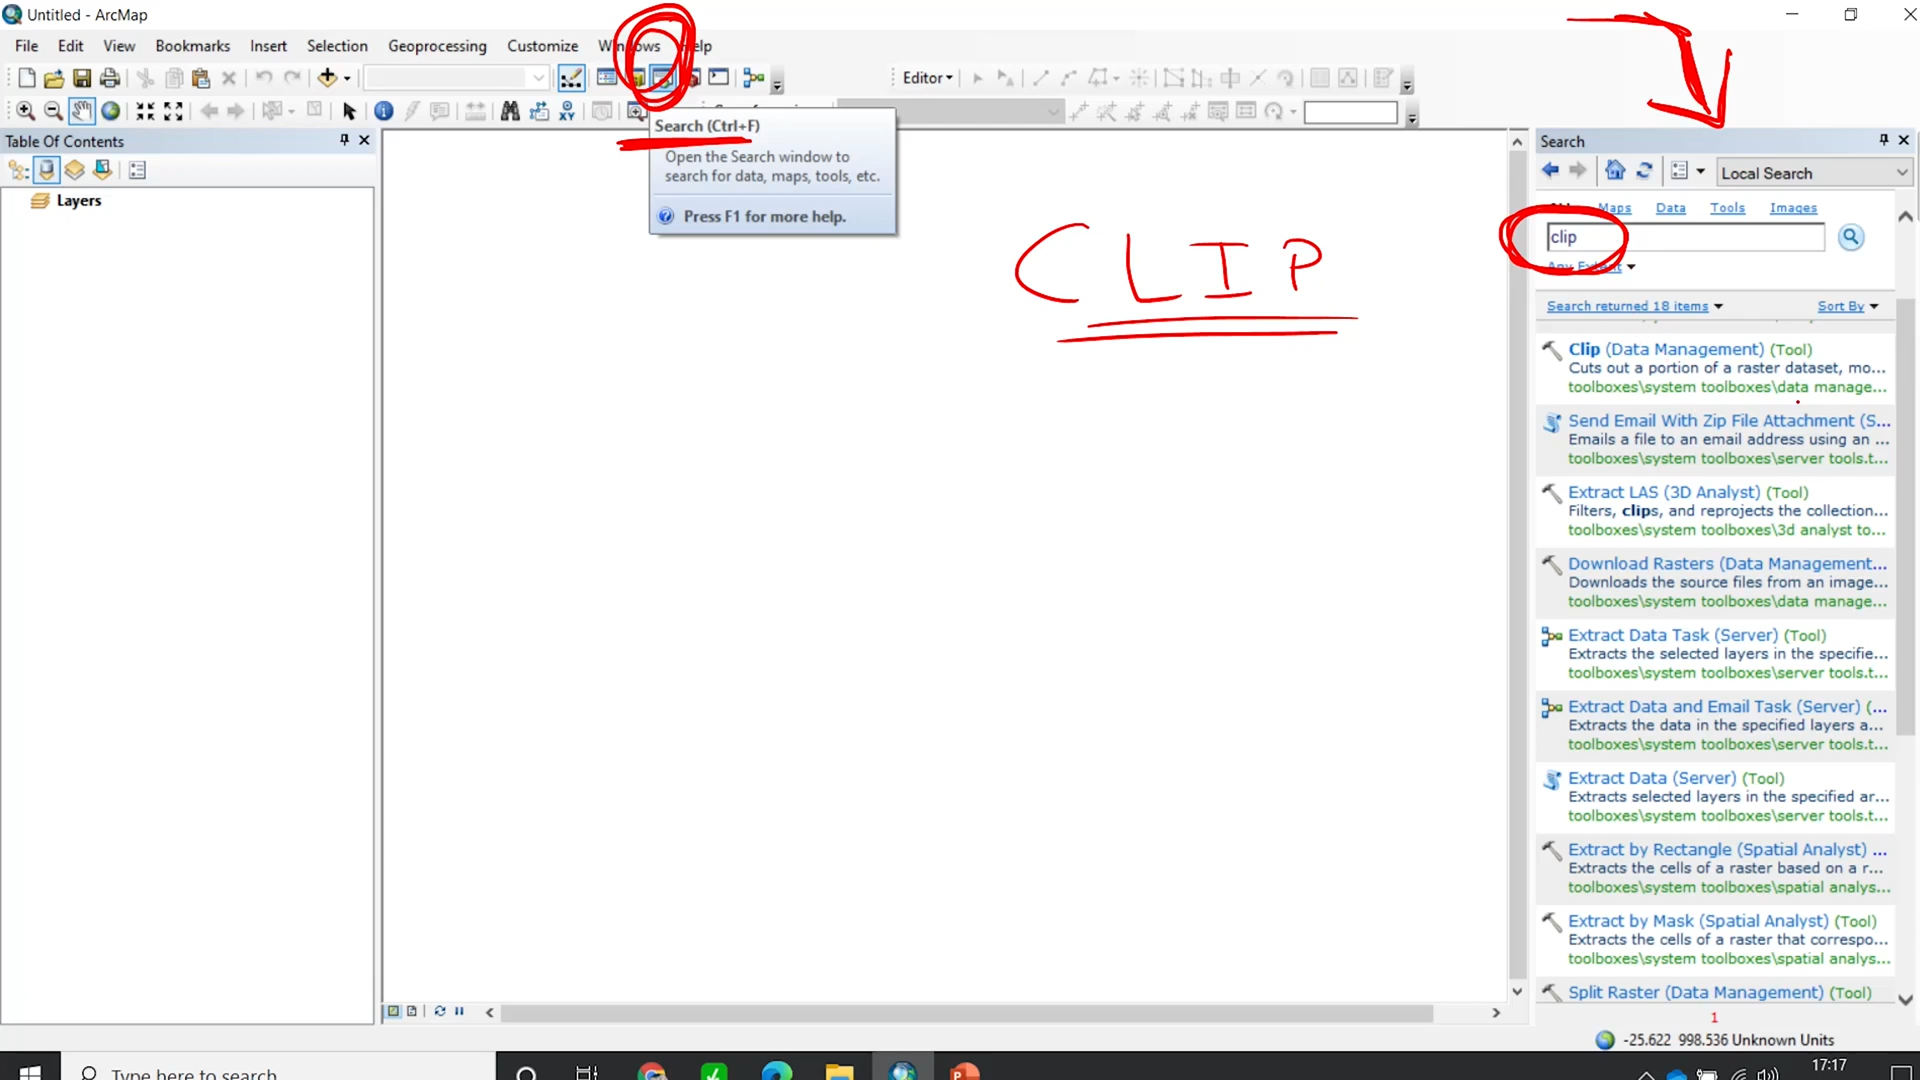 Untitled - ArcMap
File Edit View Bookmarks Insert Selection Geoprocessing Customize Windows Help
Editor
Table Of Contents
Layers
Search (Ctrl+F)
Open the Search window to
search for data, maps, tools, etc.
Press F1 for more help.
CLIP
Search
Local Search
Maps Data Tools Images
clip
Any Extent
Search returned 18 items Sort By
Clip (Data Management) (Tool)
Cuts out a portion of a raster dataset, mo...
toolboxes\system toolboxes\data manage...
Send Email With Zip File Attachment (S...
Emails a file to an email address using an ...
toolboxes\system toolboxes\server tools.t...
Extract LAS (3D Analyst) (Tool)
Filters, clips, and reprojects the collection...
toolboxes\system toolboxes\3d analyst to...
Download Rasters (Data Management...
Downloads the source files from an image...
toolboxes\system toolboxes\data manage...
Extract Data Task (Server) (Tool)
Extracts the selected layers in the specifie...
toolboxes\system toolboxes\server tools.t...
Extract Data and Email Task (Server) (...
Extracts the data in the specified layers a...
toolboxes\system toolboxes\server tools.t...
Extract Data (Server) (Tool)
Extracts selected layers in the specified ar...
toolboxes\system toolboxes\server tools.t...
Extract by Rectangle (Spatial Analyst) ...
Extracts the cells of a raster based on a r...
toolboxes\system toolboxes\spatial analys...
Extract by Mask (Spatial Analyst) (Tool)
Extracts the cells of a raster that correspo...
toolboxes\system toolboxes\spatial analys...
Split Raster (Data Management) (Tool)
1
-25.622 998.536 Unknown Units
Type here to search
17:17